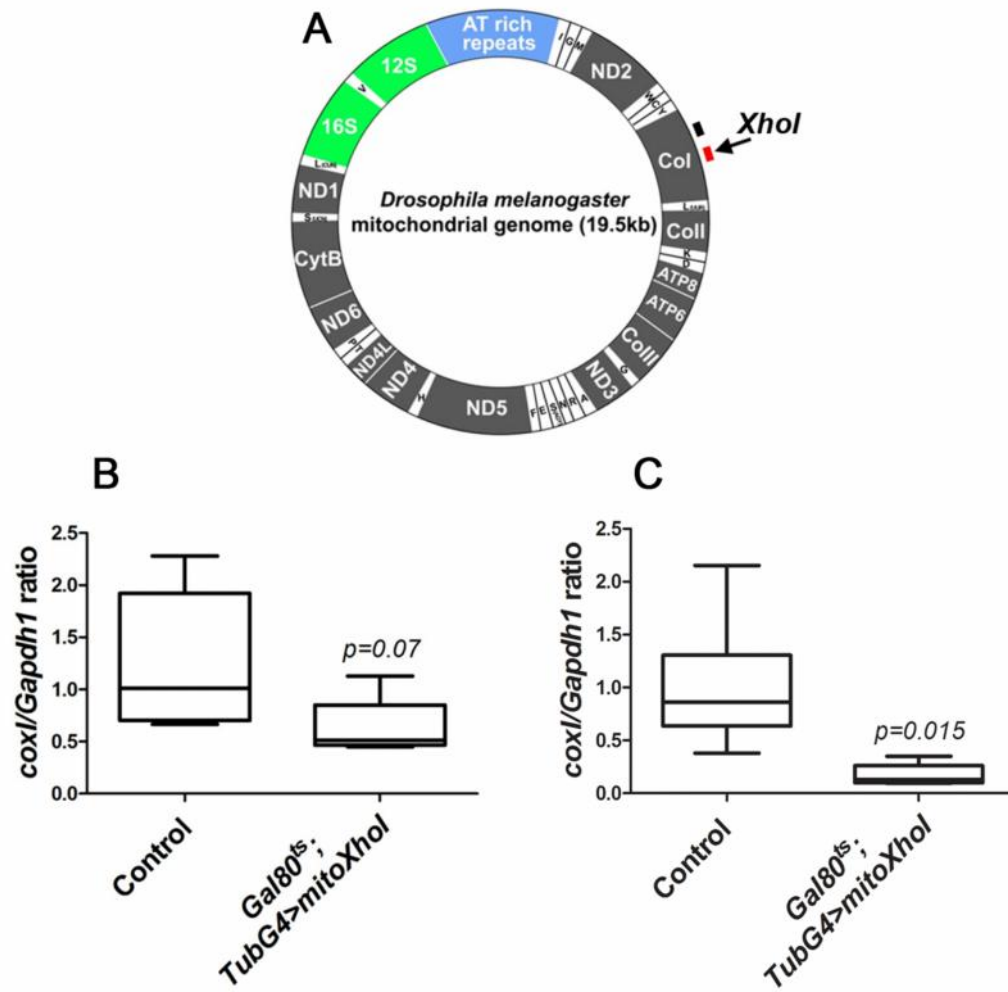 A
AT rich
repeats
I
G
M
ND2
W
C
Y
XhoI
CoI
CoII
K
D
ATP8
ATP6
CoIII
G
ND3
A
R
N
S
E
F
ND5
H
ND4
ND4L
T
P
ND6
CytB
ND1
16S
V
12S
Drosophila melanogaster
mitochondrial genome (19.5kb)
B
coxI/Gapdh1 ratio
2.5
2.0
1.5
1.0
0.5
0.0
p=0.07
Control
Gal80ts;
TubG4>mitoXhoI
C
coxI/Gapdh1 ratio
2.5
2.0
1.5
1.0
0.5
0.0
p=0.015
Control
Gal80ts;
TubG4>mitoXhoI